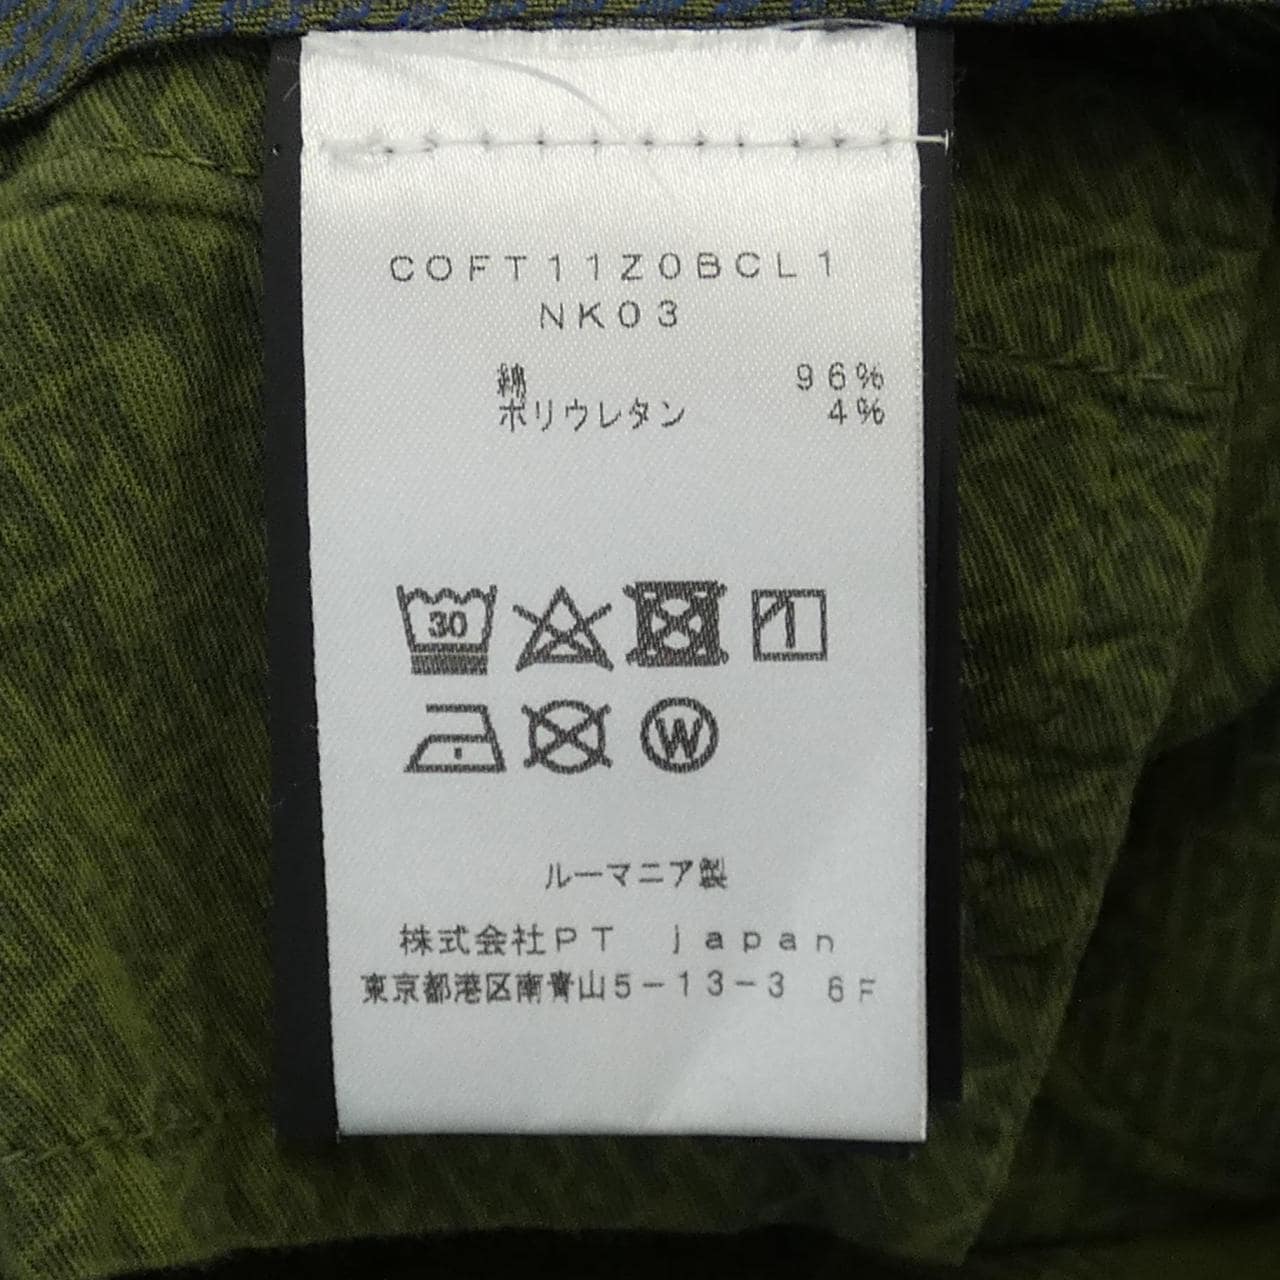 COFT11Z0BCL1
NK03
綿 96%
ポリウレタン 4%
30
W
ルーマニア製
株式会社PT japan
東京都港区南青山5-13-3 6F